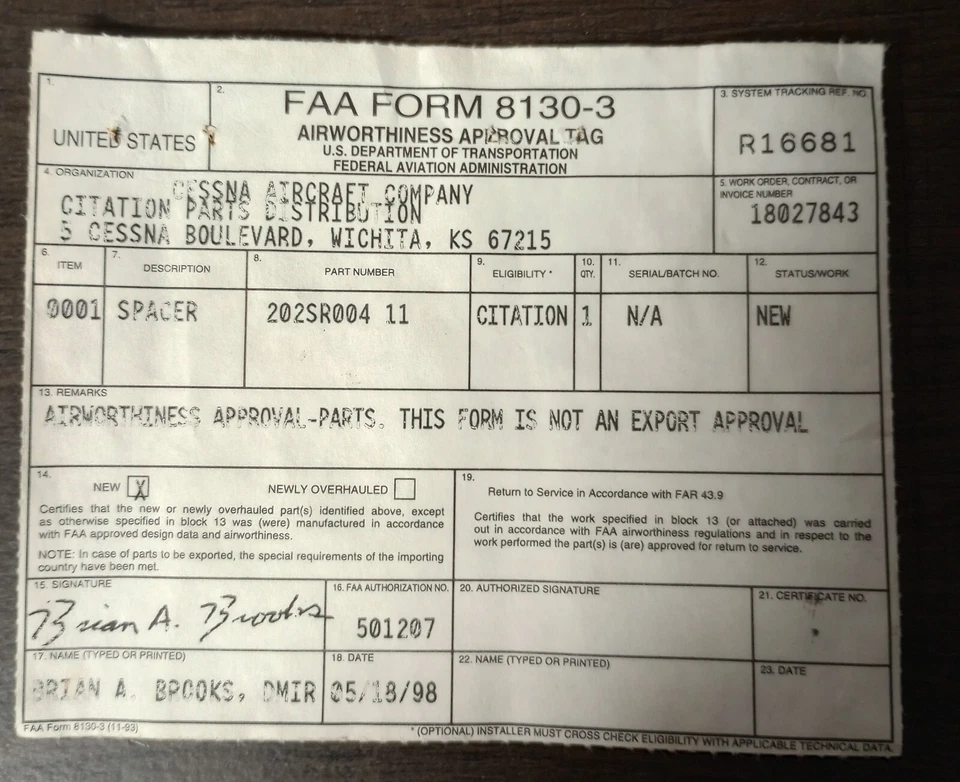 1.
UNITED STATES
2.
FAA FORM 8130-3
AIRWORTHINESS APPROVAL TAG
U.S. DEPARTMENT OF TRANSPORTATION
FEDERAL AVIATION ADMINISTRATION
3. SYSTEM TRACKING REF. NO.
R16681
4. ORGANIZATION
CESSNA AIRCRAFT COMPANY
CITATION PARTS DISTRIBUTION
5 CESSNA BOULEVARD, WICHITA, KS 67215
5. WORK ORDER, CONTRACT, OR
INVOICE NUMBER
18027843
6. ITEM
7. DESCRIPTION
8. PART NUMBER
9. ELIGIBILITY *
10. QTY.
11. SERIAL/BATCH NO.
12. STATUS/WORK
0001 SPACER 202SR004 11 CITATION 1 N/A NEW
13. REMARKS
AIRWORTHINESS APPROVAL-PARTS. THIS FORM IS NOT AN EXPORT APPROVAL
14.
NEW X NEWLY OVERHAULED
Certifies that the new or newly overhauled part(s) identified above, except
as otherwise specified in block 13 was (were) manufactured in accordance
with FAA approved design data and airworthiness.
NOTE: In case of parts to be exported, the special requirements of the importing
country have been met.
19.
Return to Service in Accordance with FAR 43.9
Certifies that the work specified in block 13 (or attached) was carried
out in accordance with FAA airworthiness regulations and in respect to the
work performed the part(s) is (are) approved for return to service.
15. SIGNATURE
Brian A. Brooks
16. FAA AUTHORIZATION NO.
501207
20. AUTHORIZED SIGNATURE
21. CERTIFICATE NO.
17. NAME (TYPED OR PRINTED)
BRIAN A. BROOKS, DMIR
18. DATE
05/18/98
22. NAME (TYPED OR PRINTED)
23. DATE
FAA Form 8130-3 (11-93)
* (OPTIONAL) INSTALLER MUST CROSS CHECK ELIGIBILITY WITH APPLICABLE TECHNICAL DATA.